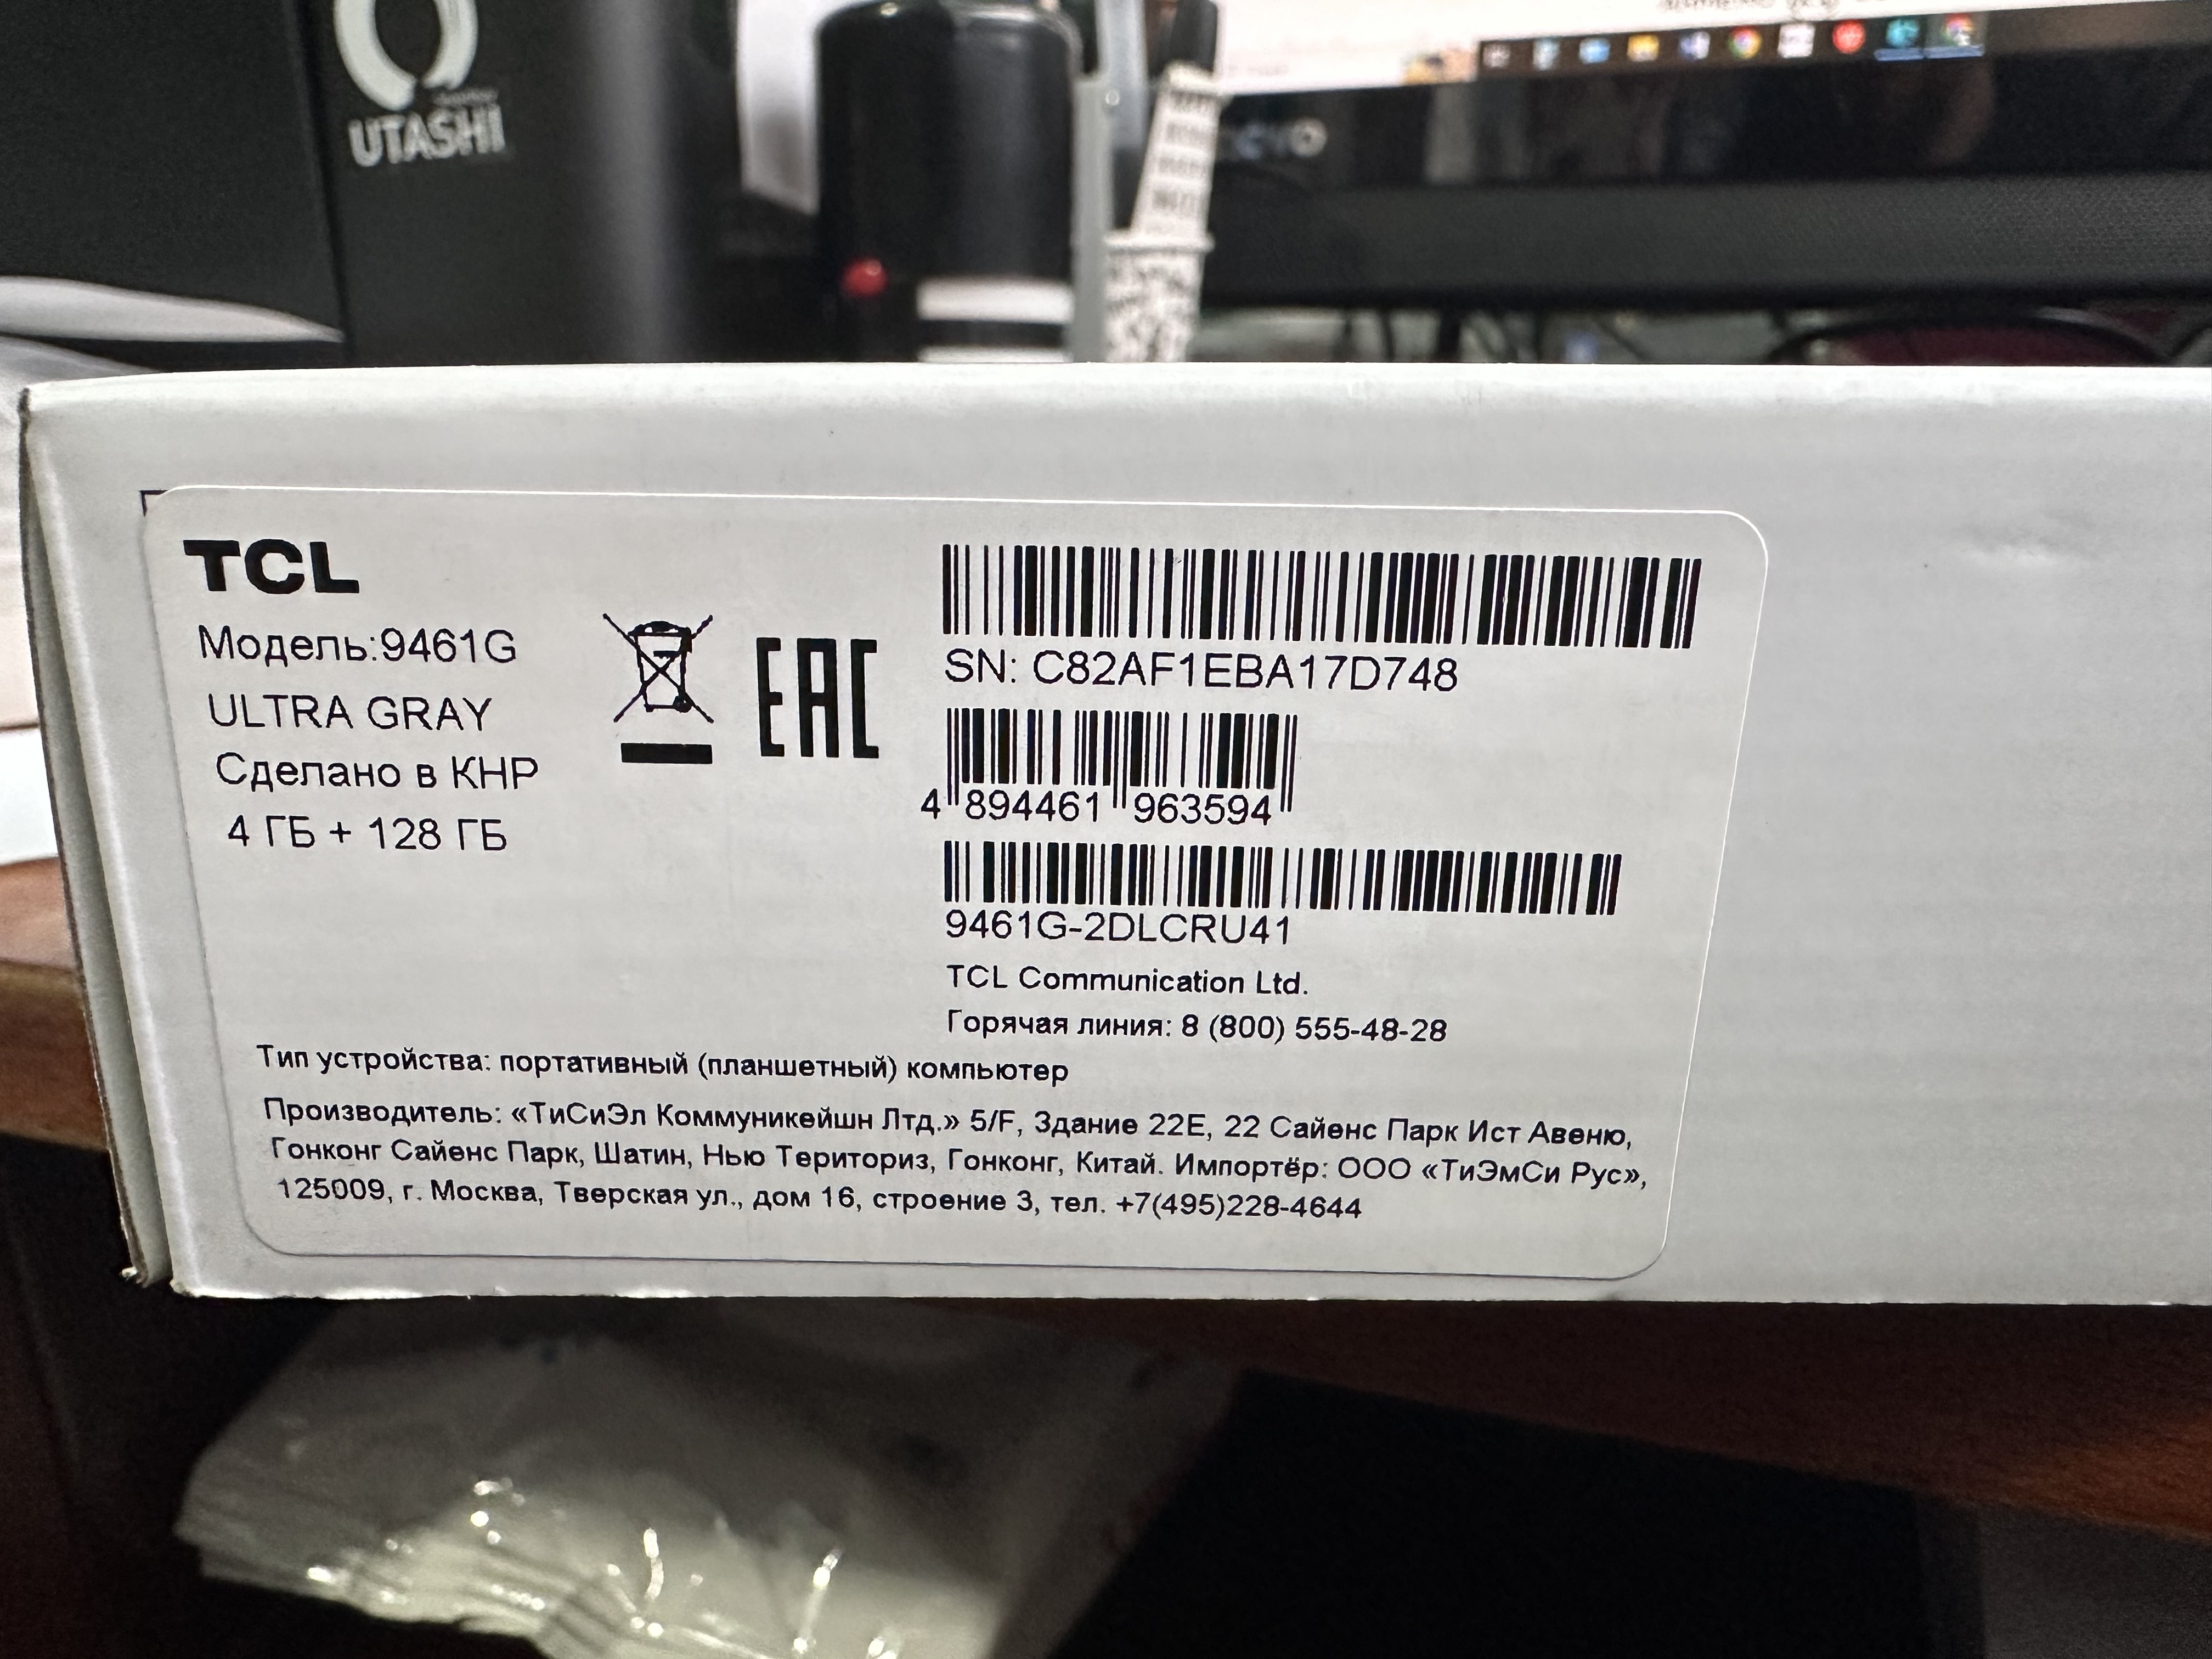 UTASHI
TCL
Модель:9461G
ULTRA GRAY
Сделано в КНР
4 ГБ + 128 ГБ
EAC
SN: C82AF1EBA17D748
4 894461 963594
9461G-2DLCRU41
TCL Communication Ltd.
Горячая линия: 8 (800) 555-48-28
Тип устройства: портативный (планшетный) компьютер
Производитель: «ТиСиЭл Коммуникейшн Лтд.» 5/F, Здание 22E, 22 Сайенс Парк Ист Авеню,
Гонконг Сайенс Парк, Шатин, Нью Териториз, Гонконг, Китай. Импортёр: ООО «ТиЭмСи Рус»,
125009, г. Москва, Тверская ул., дом 16, строение 3, тел. +7(495)228-4644